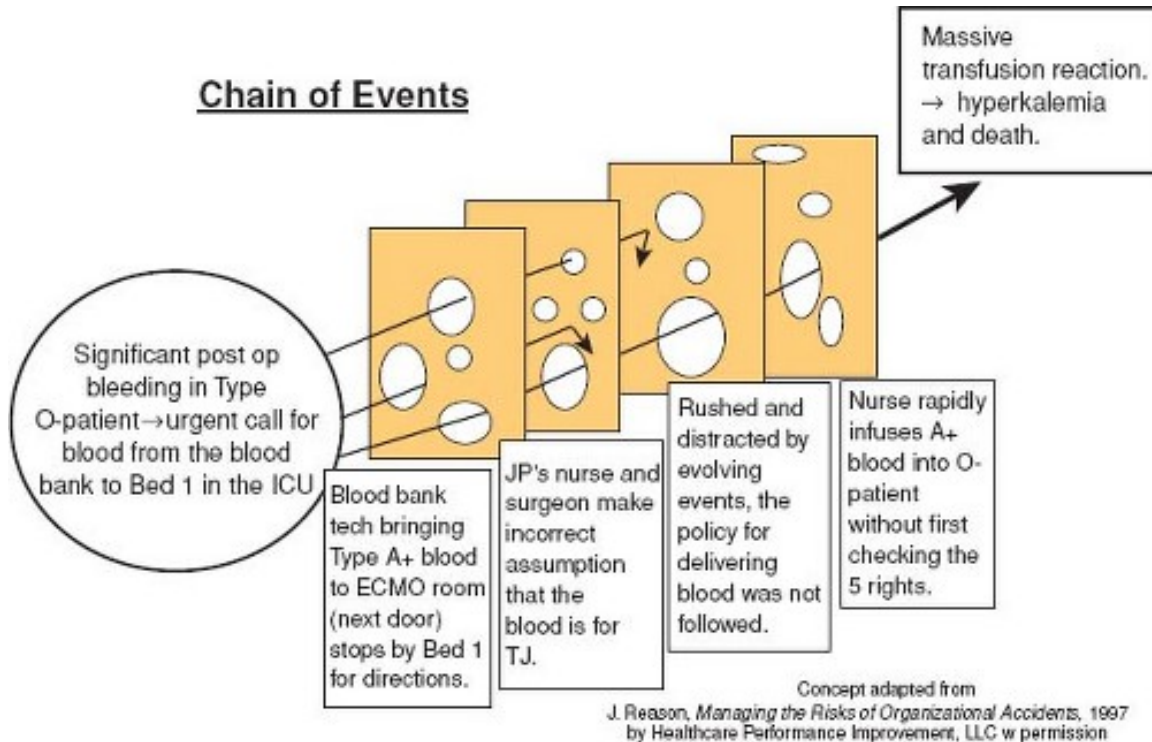 Chain of Events
Massive
transfusion reaction.
→ hyperkalemia
and death.
Significant post op
bleeding in Type
O-patient→urgent call for
blood from the blood
bank to Bed 1 in the ICU
Blood bank
tech bringing
Type A+ blood
to ECMO room
(next door)
stops by Bed 1
for directions.
JP's nurse and
surgeon make
incorrect
assumption
that the
blood is for
TJ.
Rushed and
distracted by
evolving
events, the
policy for
delivering
blood was not
followed.
Nurse rapidly
infuses A+
blood into O-
patient
without first
checking the
5 rights.
Concept adapted from
J. Reason, Managing the Risks of Organizational Accidents, 1997
by Healthcare Performance Improvement, LLC w permission